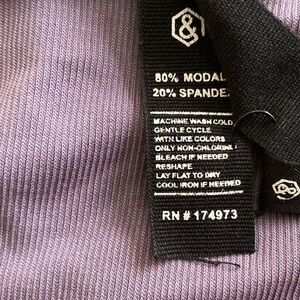 &
80% MODAL
20% SPANDE
MACHINE WASH COLD
GENTLE CYCLE
WITH LIKE COLORS
ONLY NON-CHLORINE
BLEACH IF NEEDED
RESHAPE
LAY FLAT TO DRY
COOL IRON IF NEEDED
RN # 174973
&